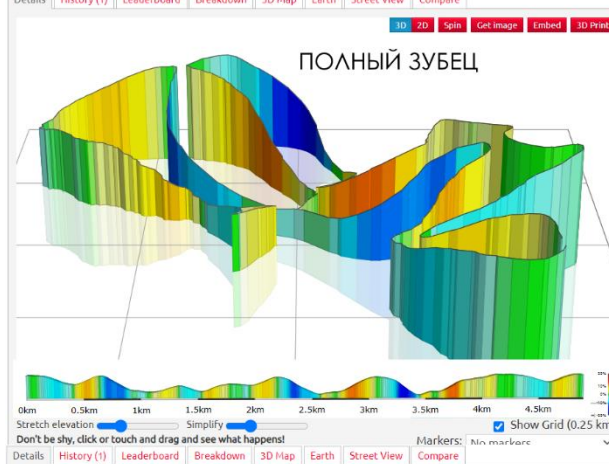 Details History (1) Leaderboard Breakdown 3D Map Earth Street View Compare
3D 2D Spin Get image Embed 3D Print
ПОЛНЫЙ ЗУБЕЦ
0km 0.5km 1km 1.5km 2km 2.5km 3km 3.5km 4km 4.5km
Stretch elevation Simplify Show Grid (0.25 km
Don't be shy, click or touch and drag and see what happens! Markers: No markers
Details History (1) Leaderboard Breakdown 3D Map Earth Street View Compare